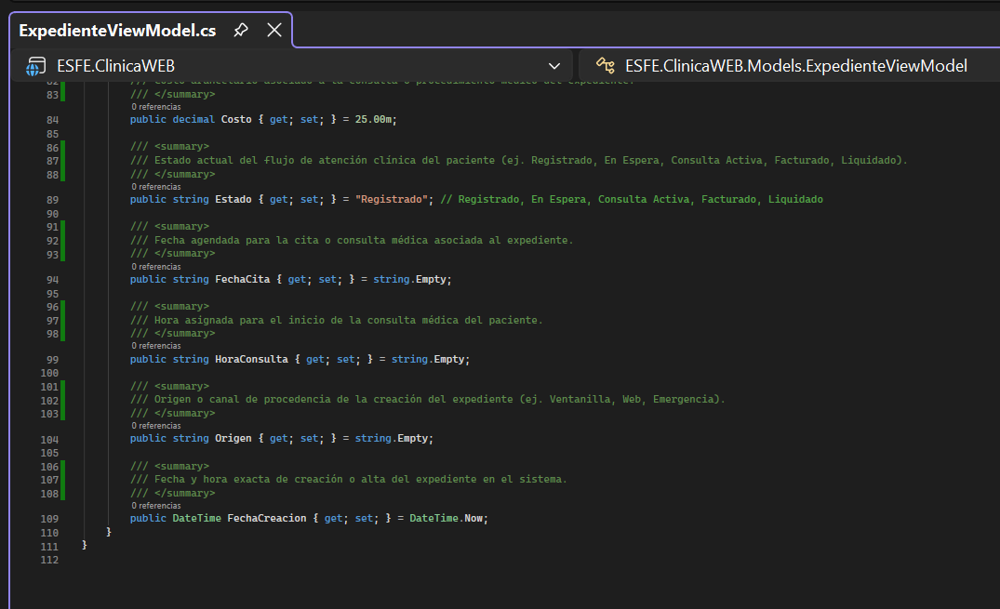 ExpedienteViewModel.cs
ESFE.ClinicaWEB ESFE.ClinicaWEB.Models.ExpedienteViewModel
82 /// Costo arancelario asociado a la consulta o procedimiento médico del expediente.
83 /// </summary>
0 referencias
84 public decimal Costo { get; set; } = 25.00m;
85
86 /// <summary>
87 /// Estado actual del flujo de atención clínica del paciente (ej. Registrado, En Espera, Consulta Activa, Facturado, Liquidado).
88 /// </summary>
0 referencias
89 public string Estado { get; set; } = "Registrado"; // Registrado, En Espera, Consulta Activa, Facturado, Liquidado
90
91 /// <summary>
92 /// Fecha agendada para la cita o consulta médica asociada al expediente.
93 /// </summary>
0 referencias
94 public string FechaCita { get; set; } = string.Empty;
95
96 /// <summary>
97 /// Hora asignada para el inicio de la consulta médica del paciente.
98 /// </summary>
0 referencias
99 public string HoraConsulta { get; set; } = string.Empty;
100
101 /// <summary>
102 /// Origen o canal de procedencia de la creación del expediente (ej. Ventanilla, Web, Emergencia).
103 /// </summary>
0 referencias
104 public string Origen { get; set; } = string.Empty;
105
106 /// <summary>
107 /// Fecha y hora exacta de creación o alta del expediente en el sistema.
108 /// </summary>
0 referencias
109 public DateTime FechaCreacion { get; set; } = DateTime.Now;
110 }
111 }
112